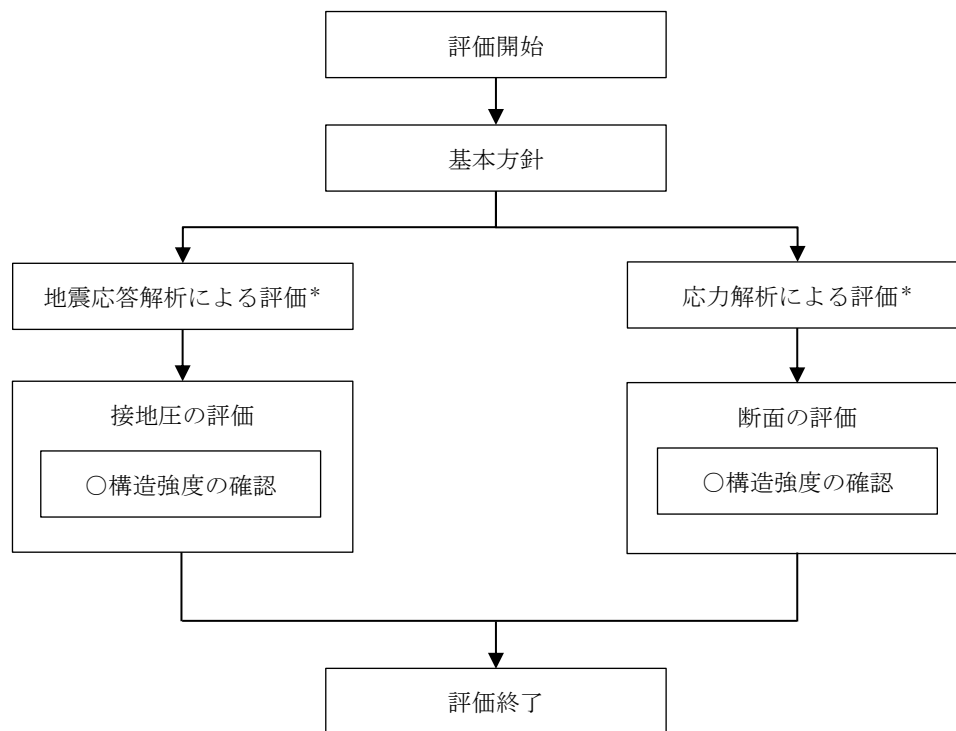 評価開始
基本方針
地震応答解析による評価*
応力解析による評価*
接地圧の評価
○構造強度の確認
断面の評価
○構造強度の確認
評価終了